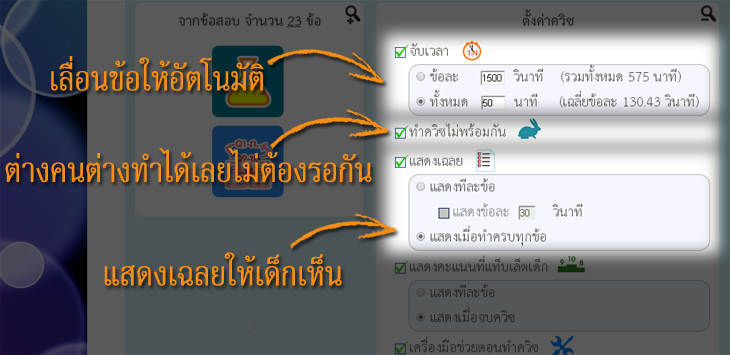 จากข้อสอบ จำนวน 23 ข้อ
ตั้งค่าควิซ
จับเวลา
ข้อละ 1500 วินาที (รวมทั้งหมด 575 นาที)
ทั้งหมด 50 นาที (เฉลี่ยข้อละ 130.43 วินาที)
ทำควิซไม่พร้อมกัน
แสดงเฉลย
แสดงทีละข้อ
แสดงข้อละ 30 วินาที
แสดงเมื่อทำครบทุกข้อ
แสดงคะแนนที่แท็บเล็ตเด็ก
แสดงทีละข้อ
แสดงเมื่อจบควิซ
เครื่องมือช่วยตอนทำควิซ
เลื่อนข้อให้อัตโนมัติ
ต่างคนต่างทำได้เลยไม่ต้องรอกัน
แสดงเฉลยให้เด็กเห็น